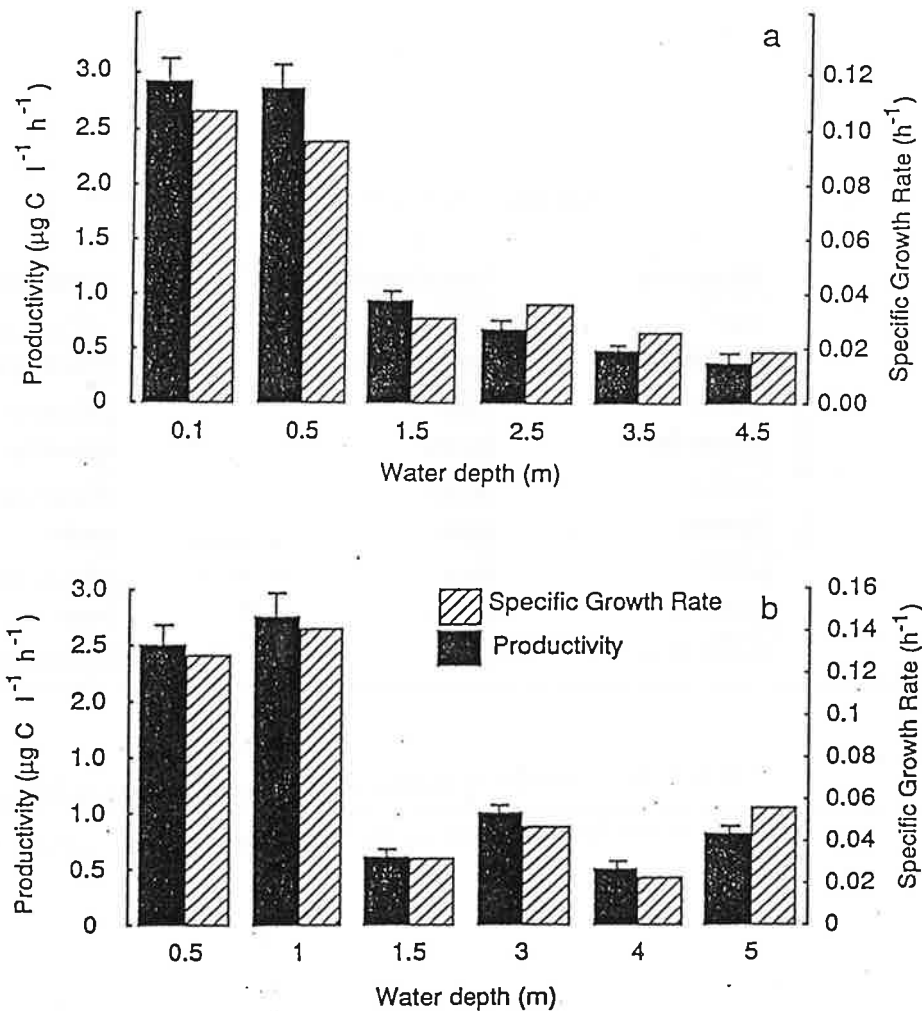 a
Productivity (µg C l⁻¹ h⁻¹)
3.0
2.5
2.0
1.5
1.0
0.5
0
0.12
0.10
0.08
0.06
0.04
0.02
0.00
Specific Growth Rate (h⁻¹)
0.1 0.5 1.5 2.5 3.5 4.5
Water depth (m)
b
Productivity (µg C l⁻¹ h⁻¹)
3.0
2.5
2.0
1.0
1.0
0.5
0
Specific Growth Rate
Productivity
0.16
0.14
0.12
0.1
0.08
0.06
0.04
0.02
0
Specific Growth Rate (h⁻¹)
0.5 1 1.5 3 4 5
Water depth (m)